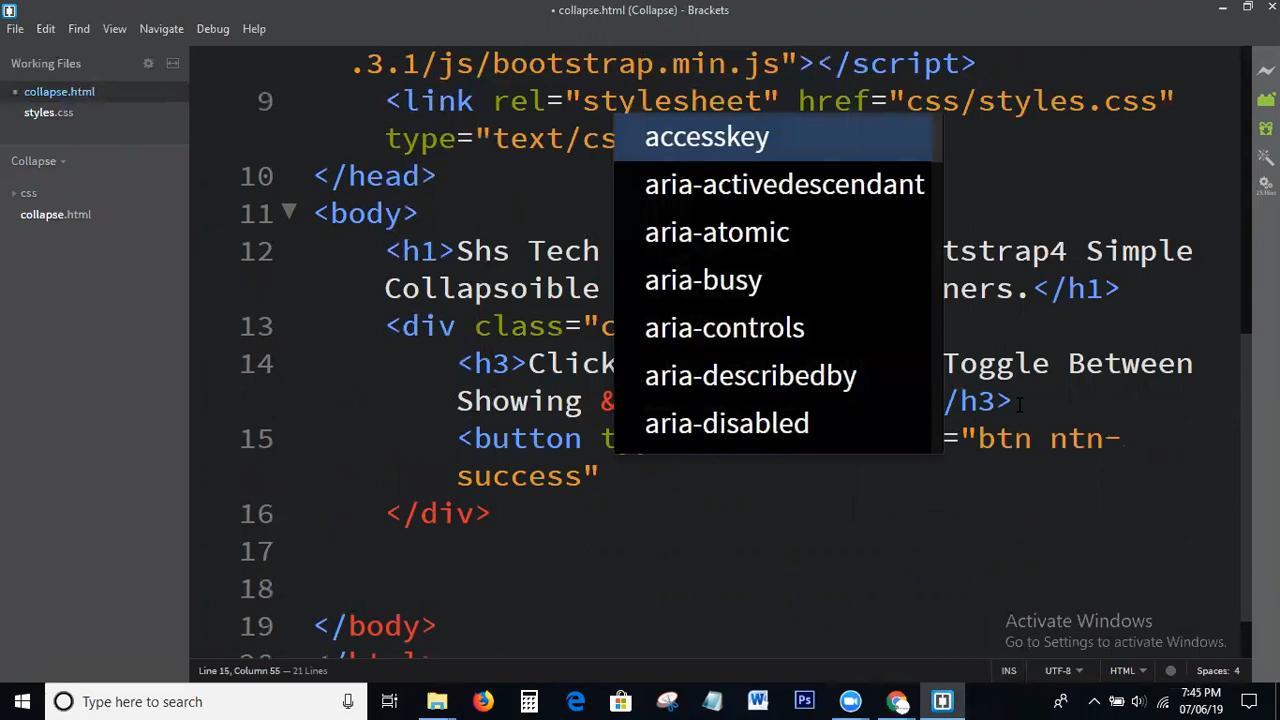 • collapse.html (Collapse) - Brackets
File Edit Find View Navigate Debug Help
Working Files
collapse.html
styles.css
Collapse
css
collapse.html
.3.1/js/bootstrap.min.js"></script>
9 <link rel="stylesheet" href="css/styles.css"
type="text/cs
10 </head>
11 <body>
12 <h1>Shs Tech tstrap4 Simple
Collapsoible ners.</h1>
13 <div class="c
14 <h3>Click Toggle Between
Showing & /h3>
15 <button t ="btn ntn-
success"
16 </div>
17
18
19 </body>
accesskey
aria-activedescendant
aria-atomic
aria-busy
aria-controls
aria-describedby
aria-disabled
Activate Windows
Go to Settings to activate Windows.
Line 15, Column 55 — 21 Lines
INS UTF-8 HTML Spaces: 4
Type here to search
7:45 PM
07/06/19